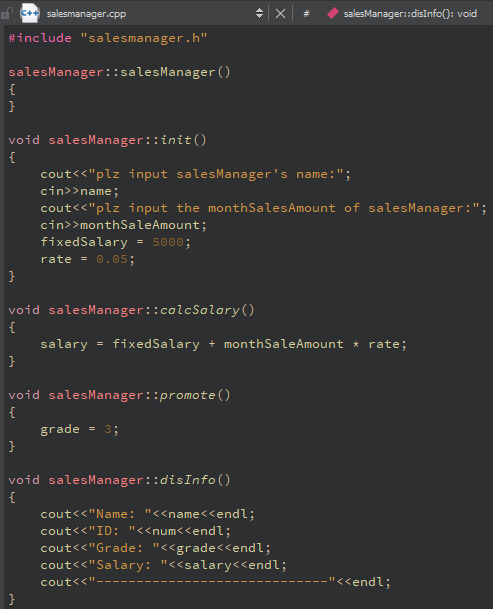 C++ salesmanager.cpp # salesManager::disInfo(): void
#include "salesmanager.h"
salesManager::salesManager()
{
}
void salesManager::init()
{
    cout<<"plz input salesManager's name:";
    cin>>name;
    cout<<"plz input the monthSalesAmount of salesManager:";
    cin>>monthSaleAmount;
    fixedSalary = 5000;
    rate = 0.05;
}
void salesManager::calcSalary()
{
    salary = fixedSalary + monthSaleAmount * rate;
}
void salesManager::promote()
{
    grade = 3;
}
void salesManager::disInfo()
{
    cout<<"Name: "<<name<<endl;
    cout<<"ID: "<<num<<endl;
    cout<<"Grade: "<<grade<<endl;
    cout<<"Salary: "<<salary<<endl;
    cout<<"-----------------------------"<<endl;
}